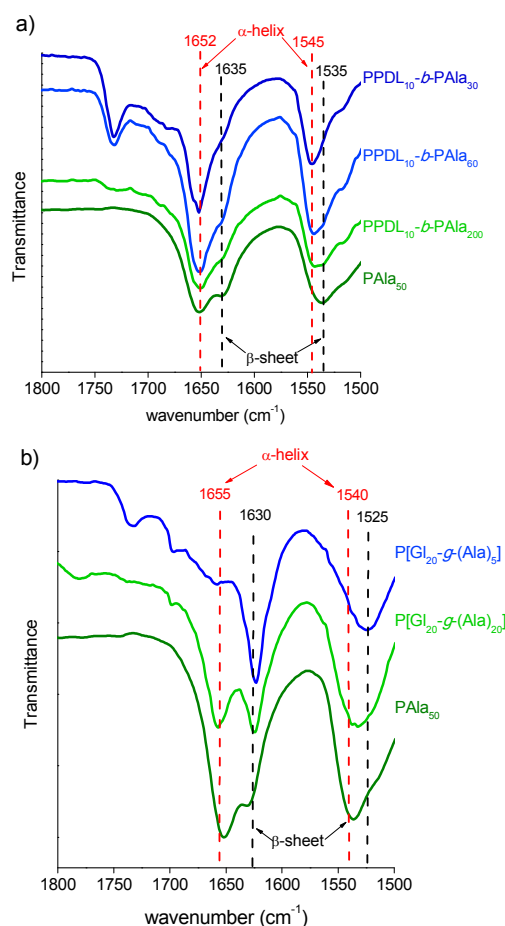 a)
1652 α-helix 1545
1635 1535
PPDL10-b-PAla30
PPDL10-b-PAla60
PPDL10-b-PAla200
PAla50
Transmittance
β-sheet
1800 1750 1700 1650 1600 1550 1500
wavenumber (cm-1)
b)
α-helix
1655 1540
1630 1525
P[Gl20-g-(Ala)5]
P[Gl20-g-(Ala)20]
PAla50
Transmittance
β-sheet
1800 1750 1700 1650 1600 1550 1500
wavenumber (cm-1)